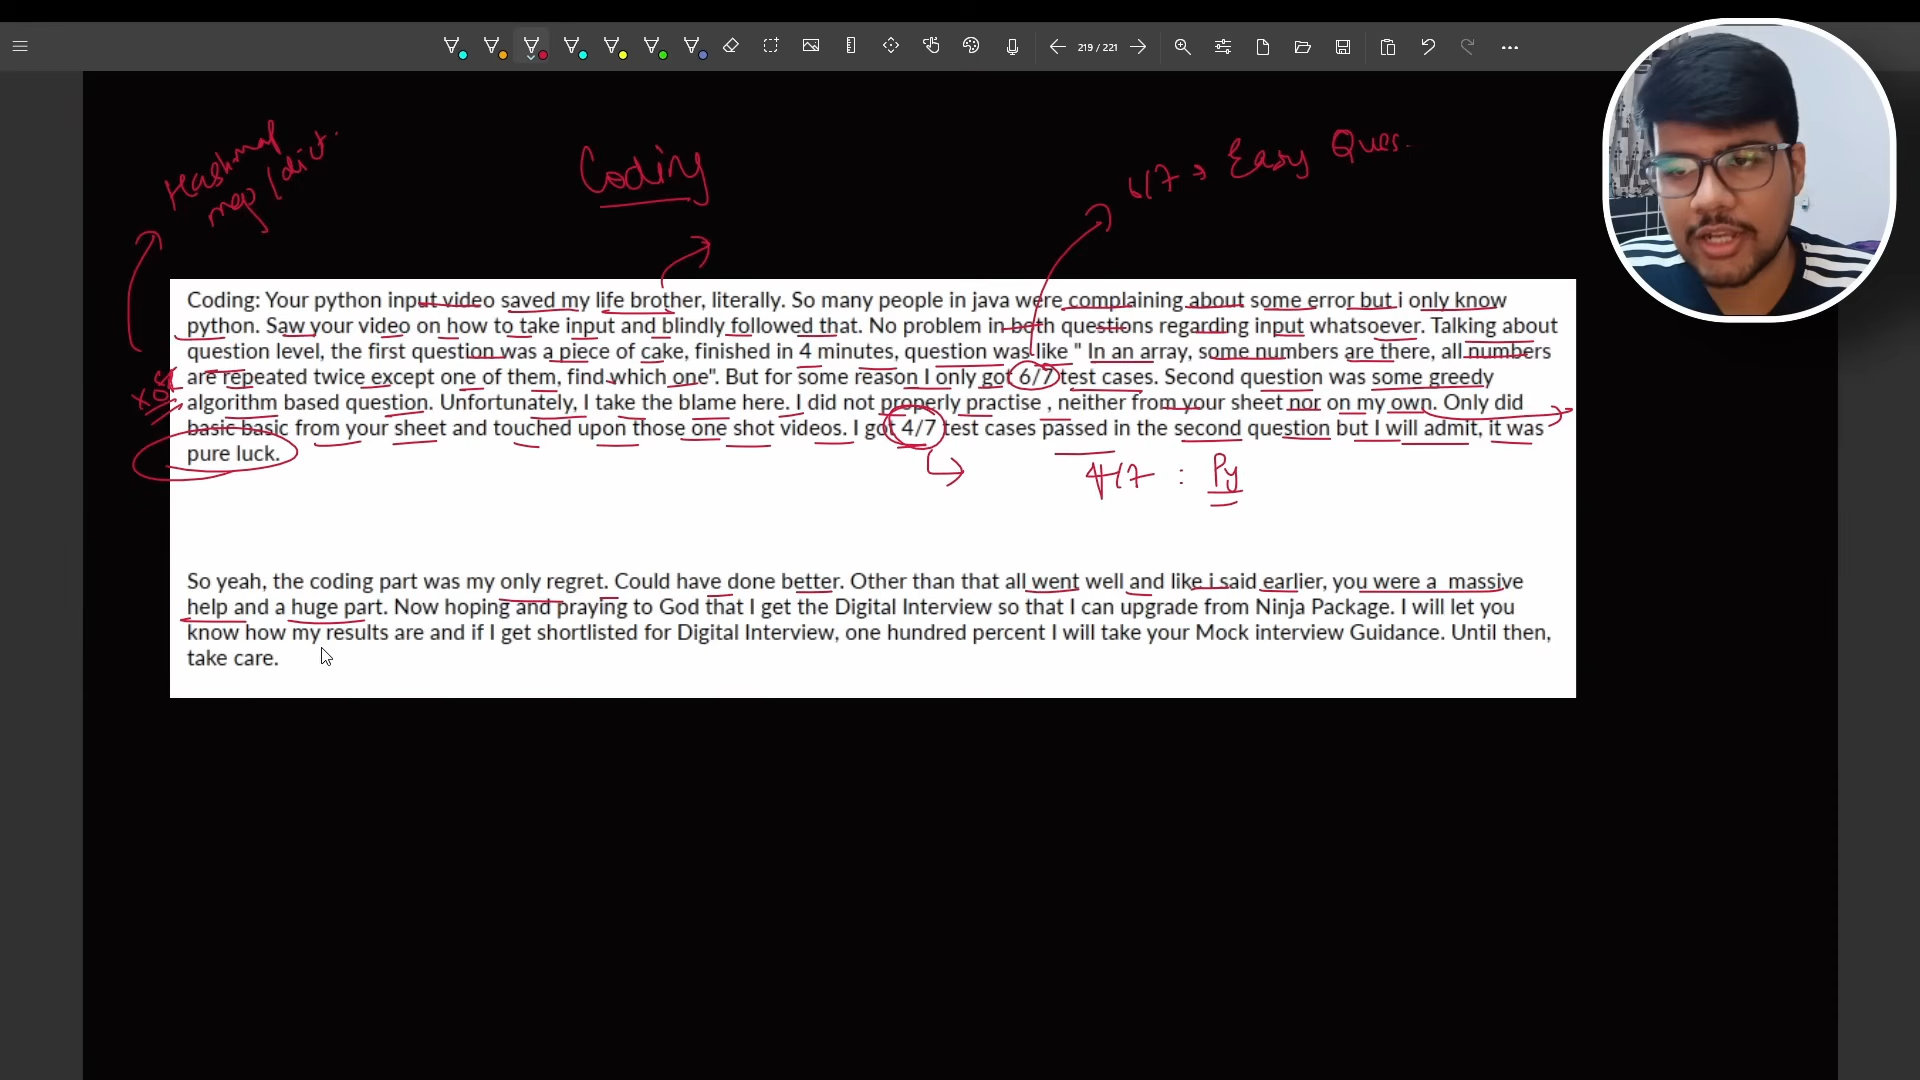 219 / 221
Hashmap
map / dict.
Coding
6/7 → Easy Ques.
Coding: Your python input video saved my life brother, literally. So many people in java were complaining about some error but i only know
python. Saw your video on how to take input and blindly followed that. No problem in both questions regarding input whatsoever. Talking about
question level, the first question was a piece of cake, finished in 4 minutes, question was like " In an array, some numbers are there, all numbers
are repeated twice except one of them, find which one". But for some reason I only got 6/7 test cases. Second question was some greedy
XOR
algorithm based question. Unfortunately, I take the blame here. I did not properly practise , neither from your sheet nor on my own. Only did
basic basic from your sheet and touched upon those one shot videos. I got 4/7 test cases passed in the second question but I will admit, it was
pure luck.
4/7 : Py
So yeah, the coding part was my only regret. Could have done better. Other than that all went well and like i said earlier, you were a massive
help and a huge part. Now hoping and praying to God that I get the Digital Interview so that I can upgrade from Ninja Package. I will let you
know how my results are and if I get shortlisted for Digital Interview, one hundred percent I will take your Mock interview Guidance. Until then,
take care.